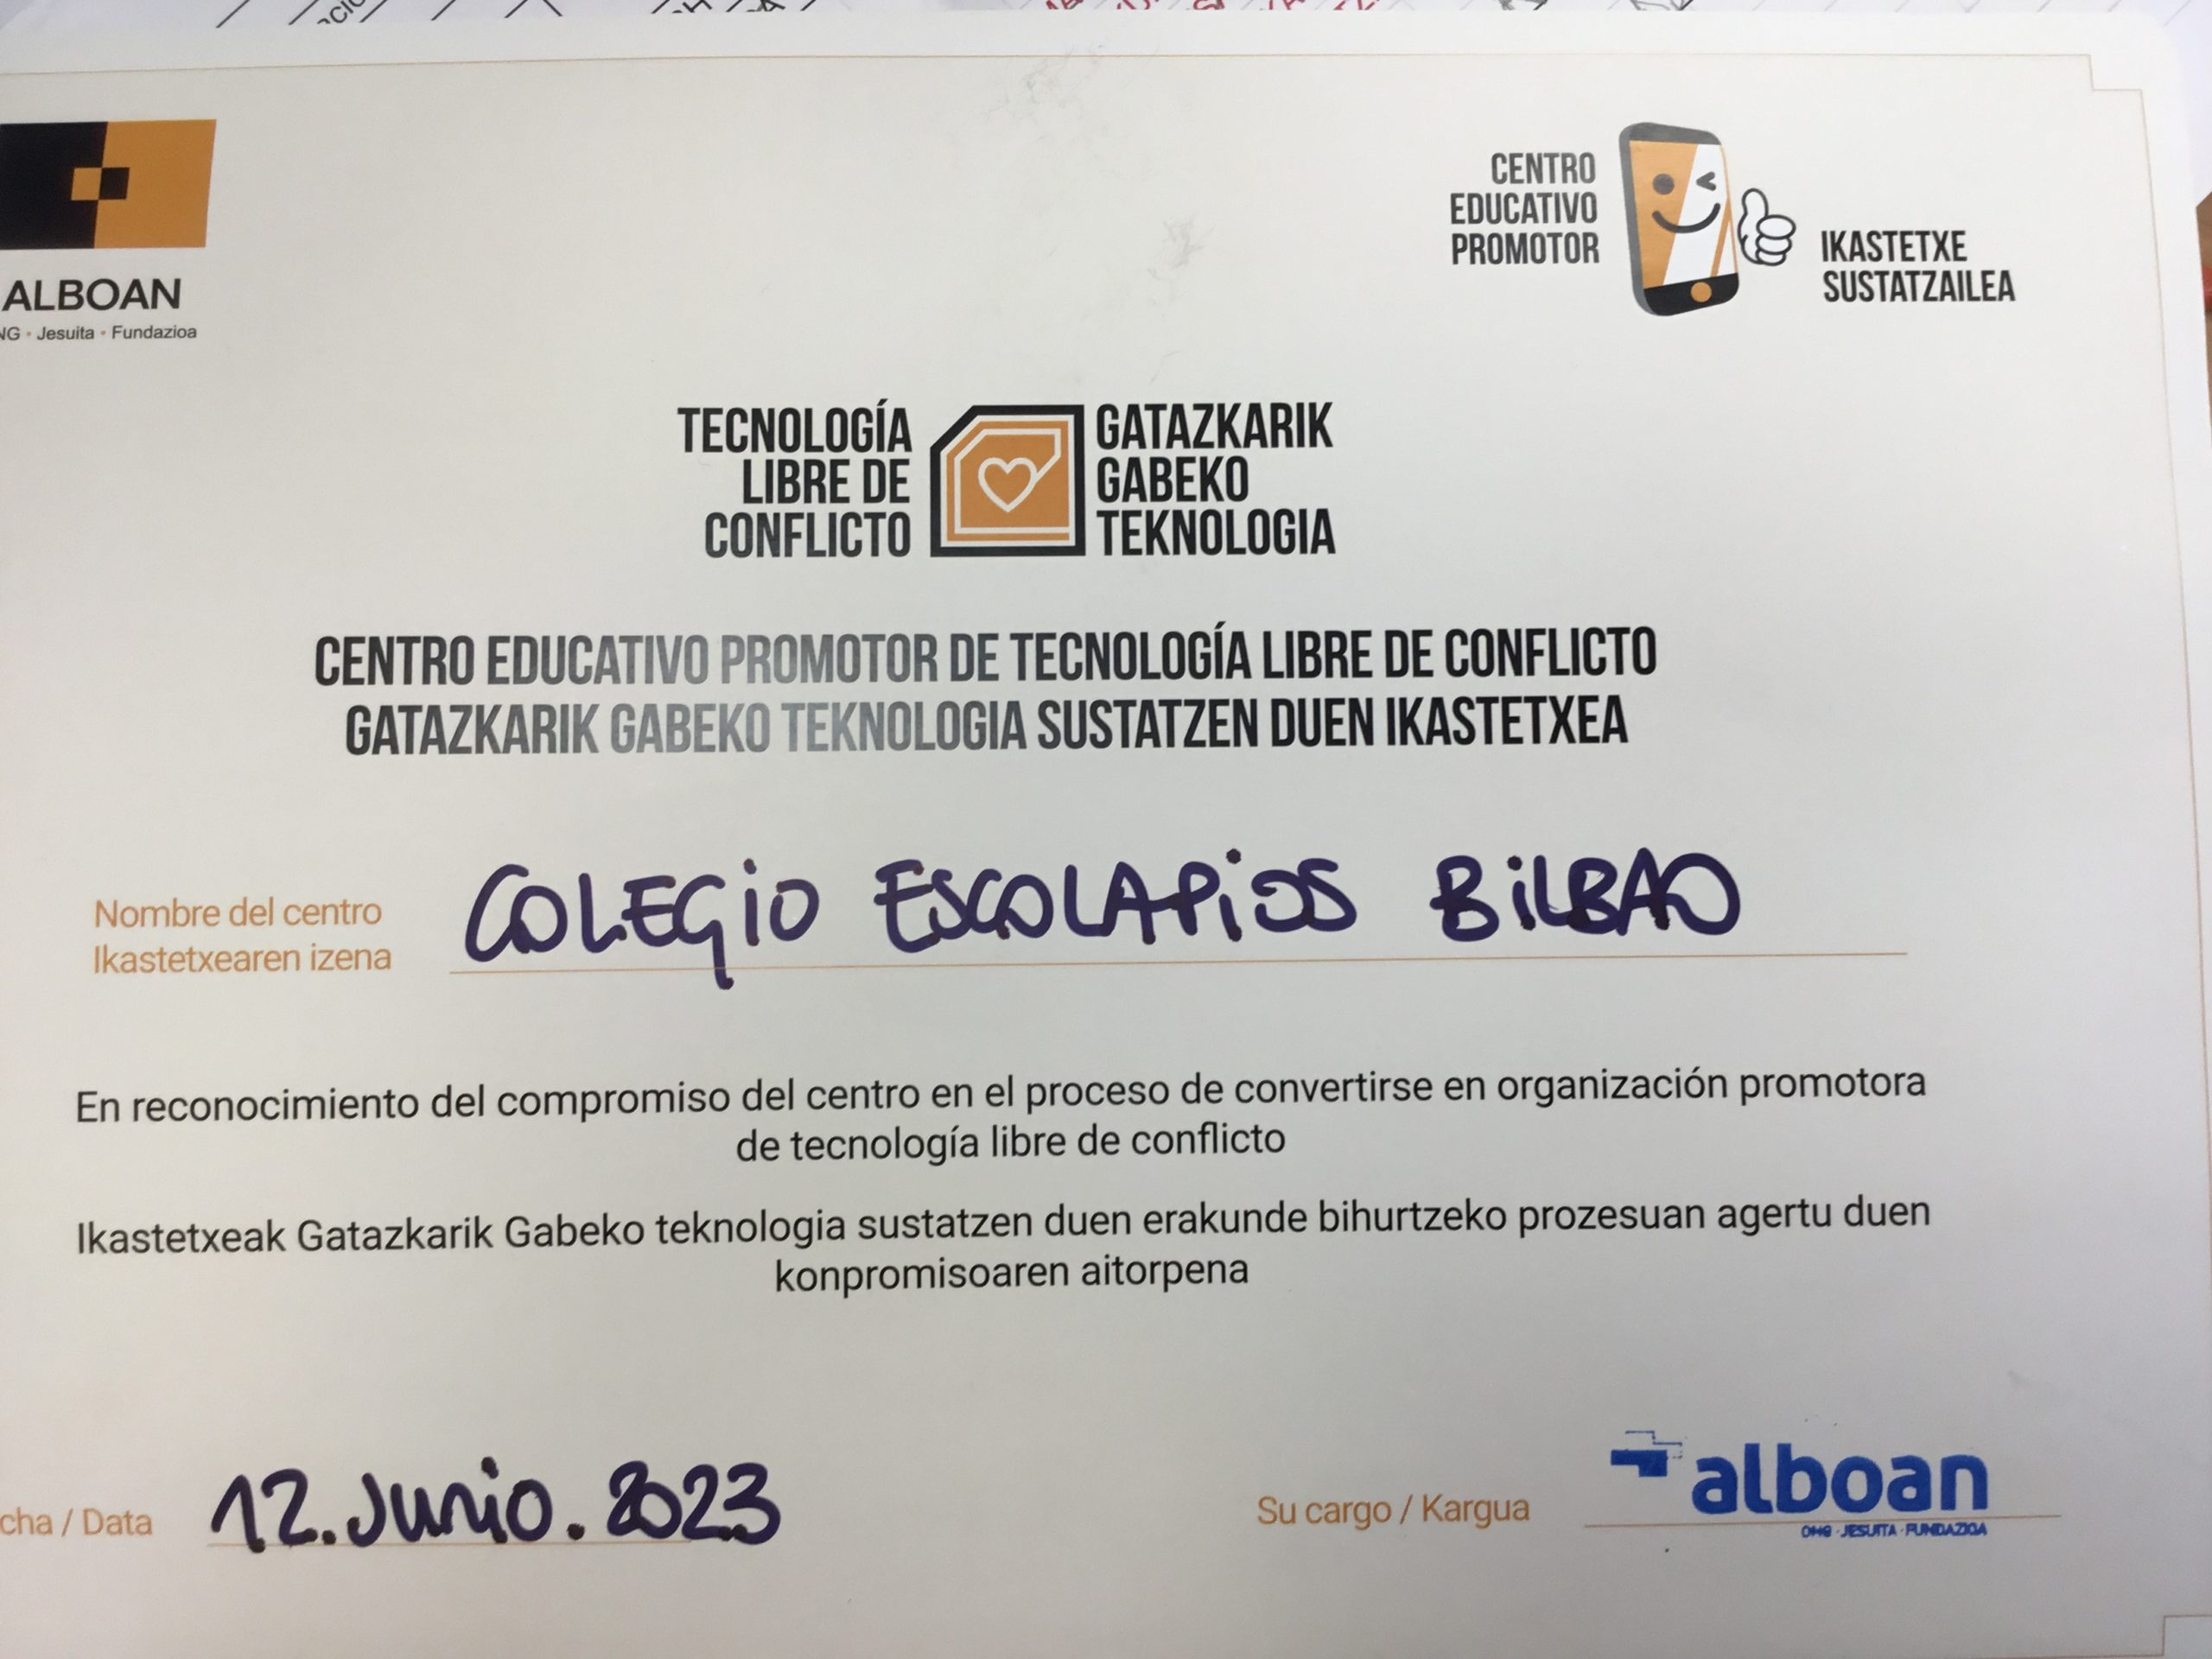 ALBOAN
Jesuita · Fundazioa
CENTRO
EDUCATIVO
PROMOTOR
IKASTETXE
SUSTATZAILEA
TECNOLOGÍA
LIBRE DE
CONFLICTO
GATAZKARIK
GABEKO
TEKNOLOGIA
CENTRO EDUCATIVO PROMOTOR DE TECNOLOGÍA LIBRE DE CONFLICTO
GATAZKARIK GABEKO TEKNOLOGIA SUSTATZEN DUEN IKASTETXEA
Nombre del centro
Ikastetxearen izena
COLEGIO ESCOLAPIOS BILBAO
En reconocimiento del compromiso del centro en el proceso de convertirse en organización promotora
de tecnología libre de conflicto
Ikastetxeak Gatazkarik Gabeko teknologia sustatzen duen erakunde bihurtzeko prozesuan agertu duen
konpromisoaren aitorpena
cha / Data
12.Junio.2023
Su cargo / Kargua
alboan
ONG · JESUITA · FUNDAZIOA